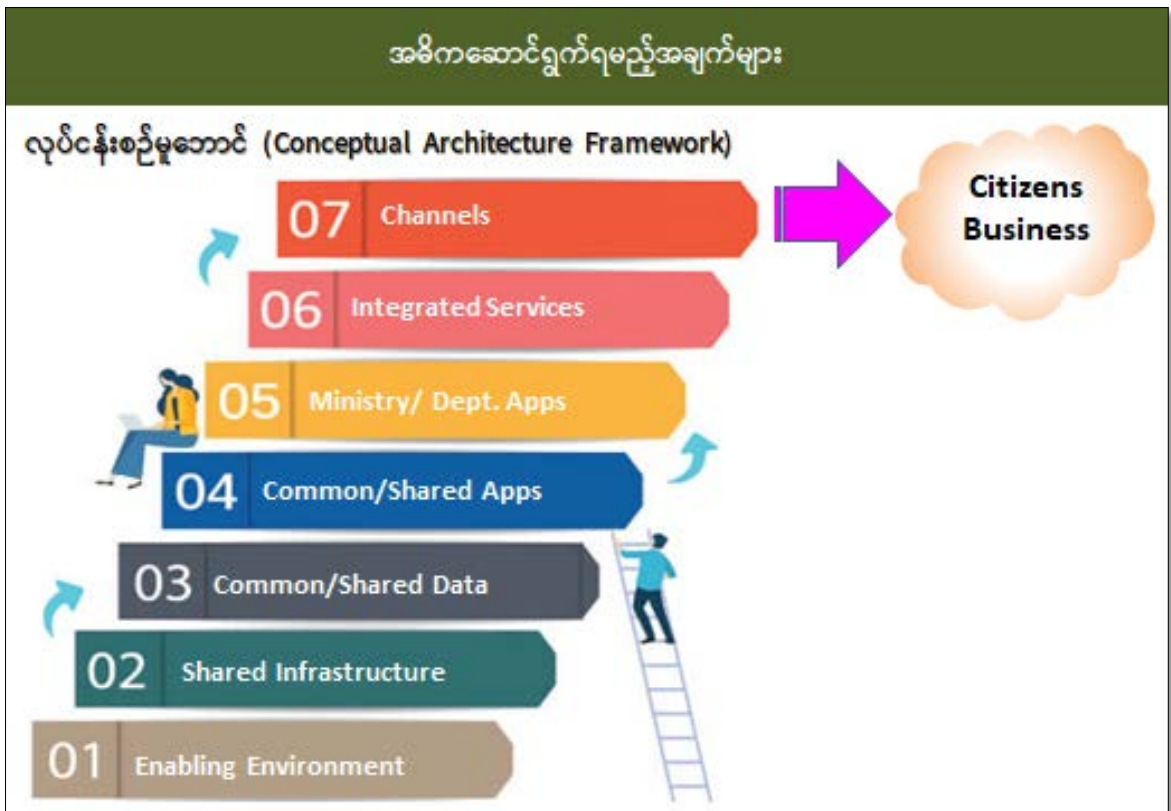 အဓိကဆောင်ရွက်ရမည့်အချက်များ
လုပ်ငန်းစဉ်မူဘောင် (Conceptual Architecture Framework)
07 Channels
Citizens
Business
06 Integrated Services
05 Ministry/ Dept. Apps
04 Common/Shared Apps
03 Common/Shared Data
02 Shared Infrastructure
01 Enabling Environment